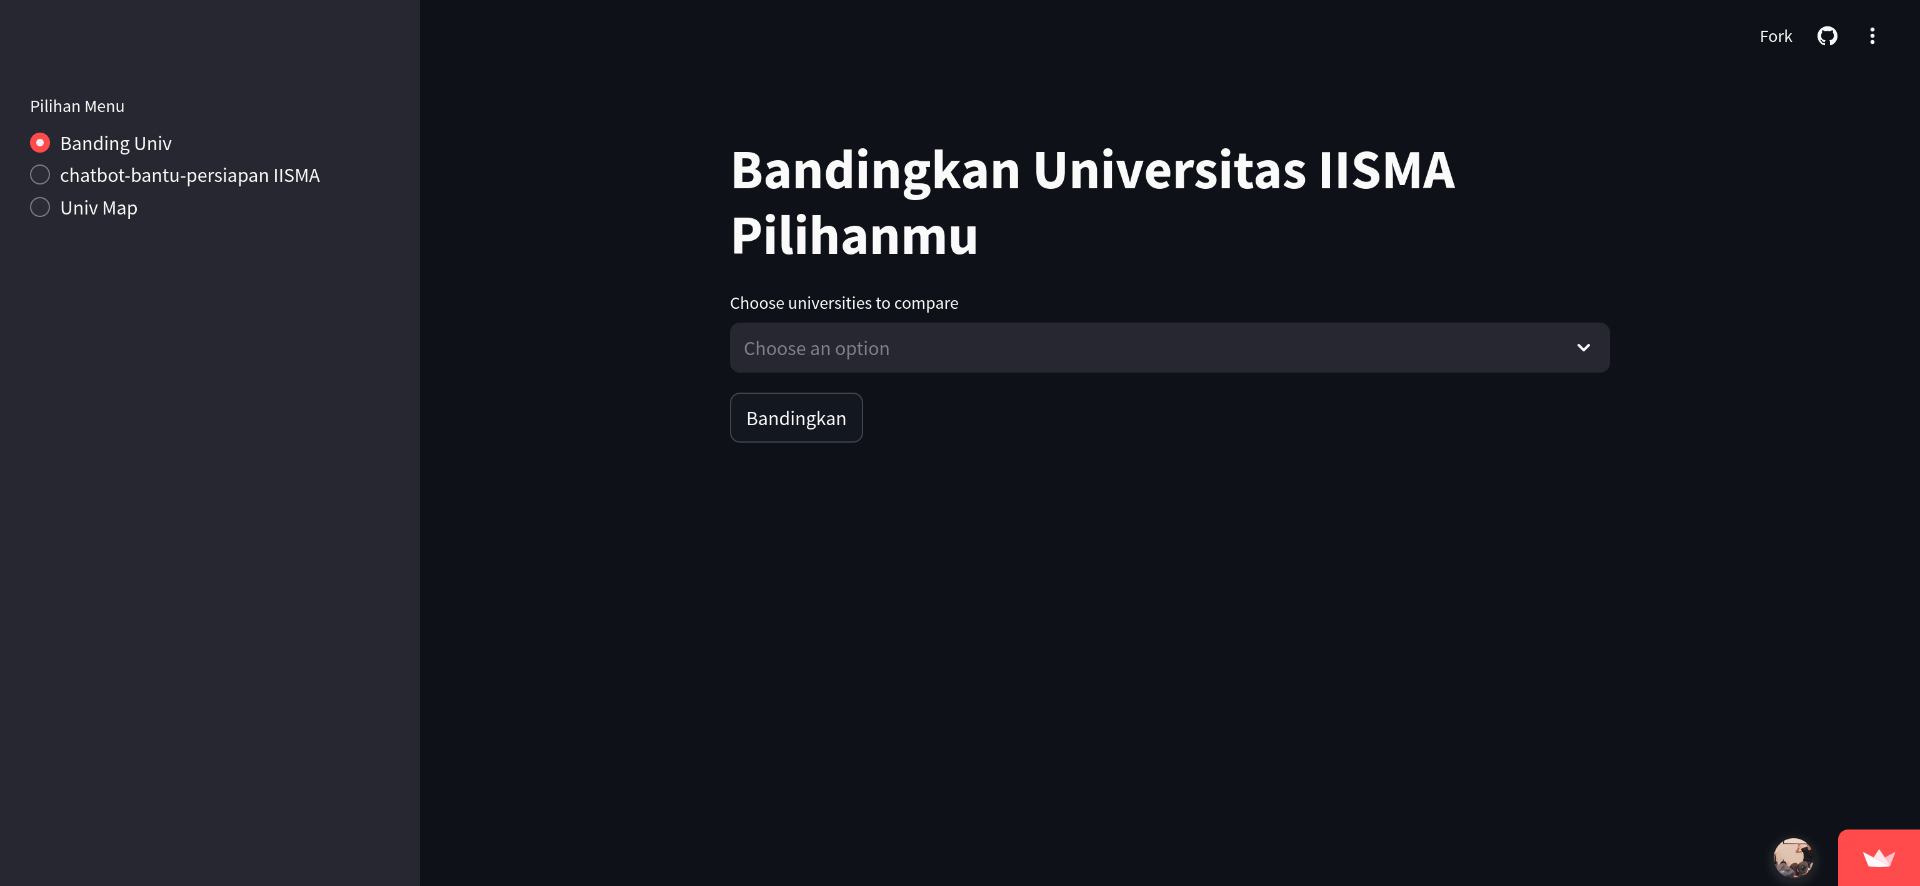 Fork
Pilihan Menu
Banding Univ
chatbot-bantu-persiapan IISMA
Univ Map
Bandingkan Universitas IISMA
Pilihanmu
Choose universities to compare
Choose an option
Bandingkan